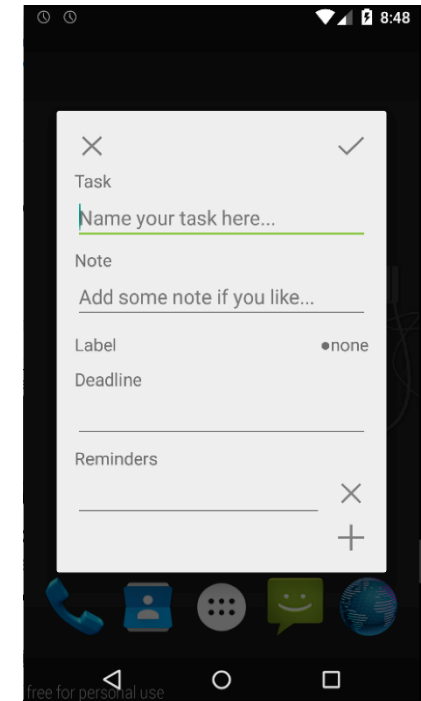 8:48
Task
Name your task here...
Note
Add some note if you like...
Label ●none
Deadline
Reminders
free for personal use